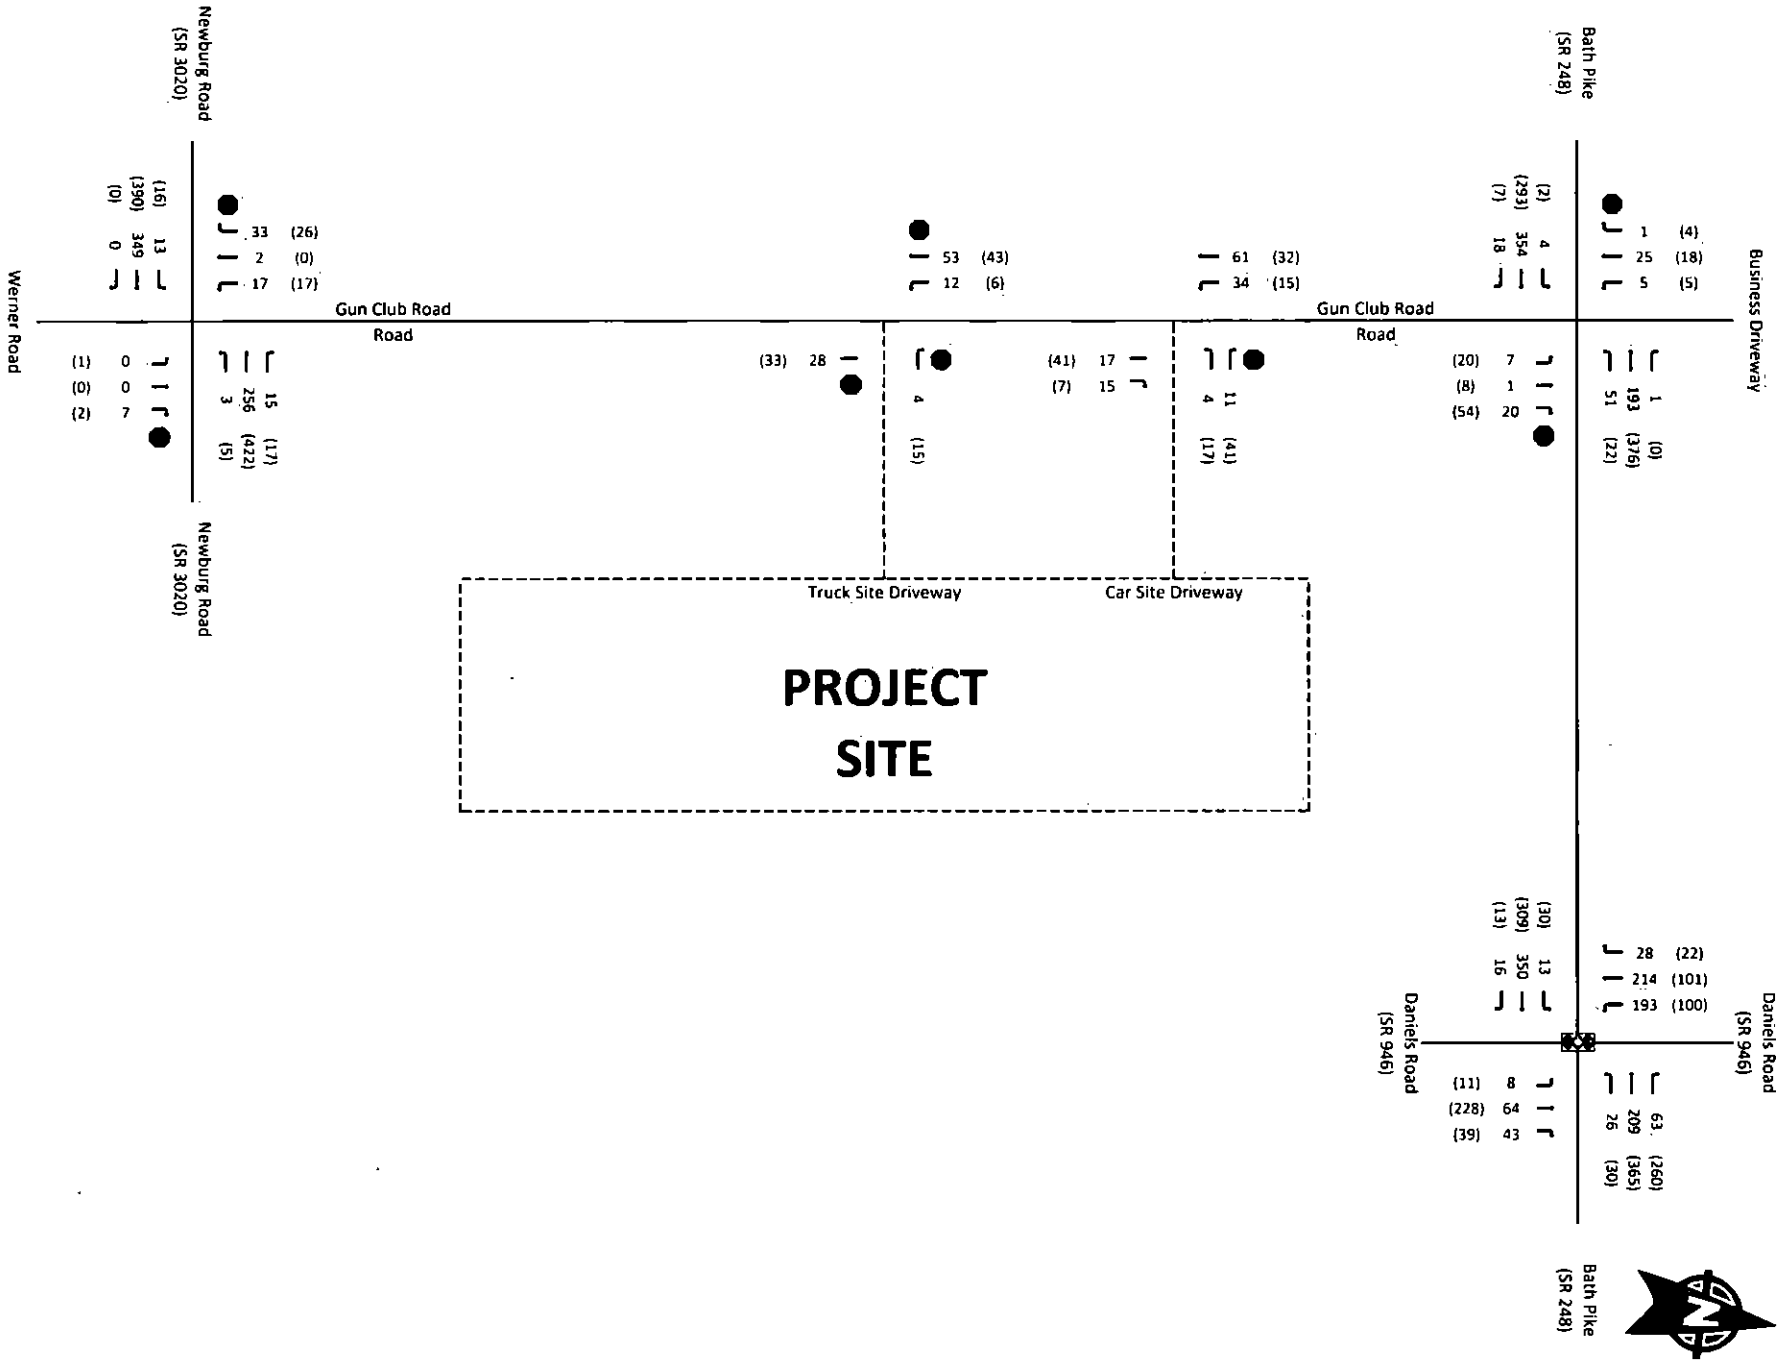 Newburg Road
(SR 3020)
Bath Pike
(SR 248)
Business Driveway
Werner Road
(16) 13
(390) 349
(0) 0
33 (26)
2 (0)
17 (17)
53 (43)
12 (6)
61 (32)
34 (15)
(2) 4
(293) 354
(7) 18
1 (4)
25 (18)
5 (5)
Gun Club Road
Road
Gun Club Road
Road
(1) 0
(0) 0
(2) 7
15 (17)
256 (422)
3 (5)
(33) 28
4 (15)
(41) 17
(7) 15
11 (41)
4 (17)
(20) 7
(8) 1
(54) 20
1 (0)
193 (376)
51 (22)
Newburg Road
(SR 3020)
Truck Site Driveway
Car Site Driveway
PROJECT
SITE
(30) 13
(309) 350
(13) 16
28 (22)
214 (101)
193 (100)
Daniels Road
(SR 946)
Daniels Road
(SR 946)
(11) 8
(228) 64
(39) 43
63 (260)
209 (365)
26 (30)
Bath Pike
(SR 248)
N